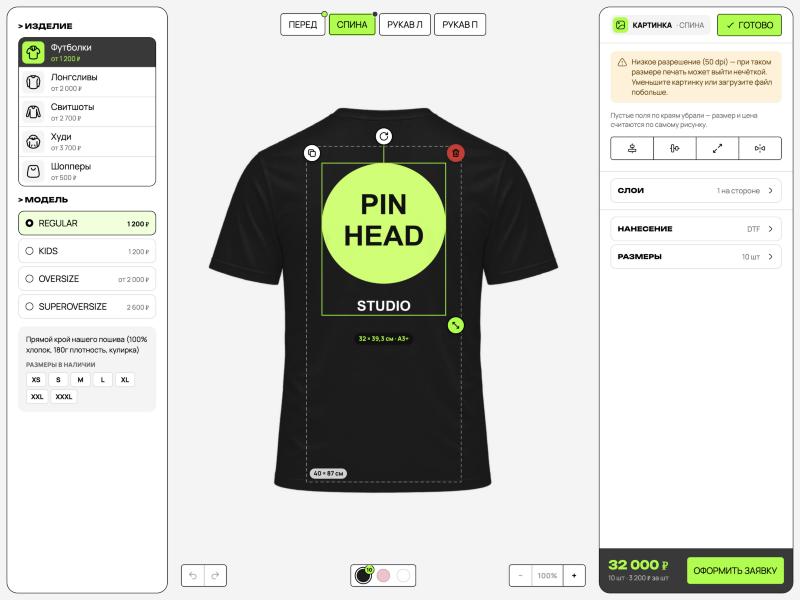 > ИЗДЕЛИЕ
Футболки
от 1 200 ₽
Лонгсливы
от 2 000 ₽
Свитшоты
от 2 700 ₽
Худи
от 3 700 ₽
Шопперы
от 500 ₽
> МОДЕЛЬ
REGULAR 1 200 ₽
KIDS 1 200 ₽
OVERSIZE от 2 000 ₽
SUPEROVERSIZE 2 600 ₽
Прямой крой нашего пошива (100%
хлопок, 180г плотность, кулирка)
РАЗМЕРЫ В НАЛИЧИИ
XS S M L XL
XXL XXXL
ПЕРЕД СПИНА РУКАВ Л РУКАВ П
PIN
HEAD
STUDIO
32 × 39,3 см · A3+
40 × 87 см
10
− 100% +
КАРТИНКА · СПИНА ГОТОВО
Низкое разрешение (50 dpi) — при таком
размере печать может выйти нечёткой.
Уменьшите картинку или загрузите файл
побольше.
Пустые поля по краям убрали — размер и цена
считаются по самому рисунку.
СЛОИ 1 на стороне
НАНЕСЕНИЕ DTF
РАЗМЕРЫ 10 шт
32 000 ₽
10 шт · 3 200 ₽ за шт
ОФОРМИТЬ ЗАЯВКУ